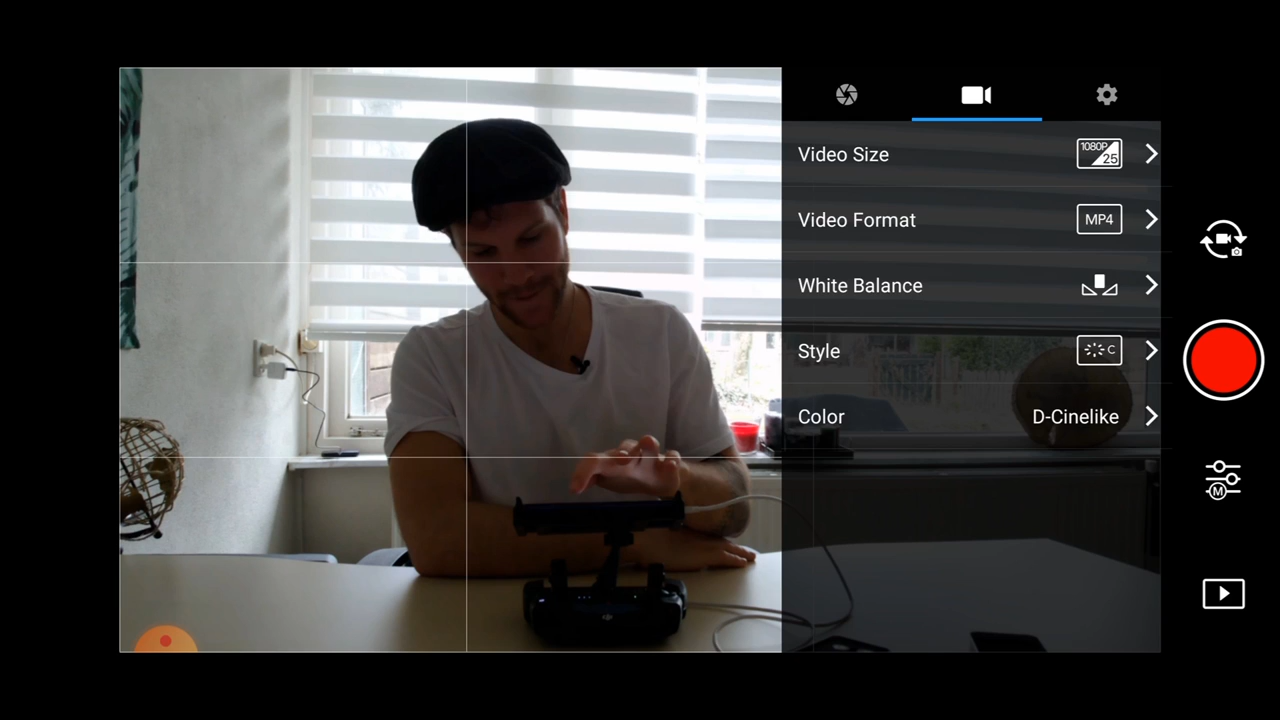 Video Size
1080P
25
Video Format
MP4
White Balance
Style
C
Color
D-Cinelike
M